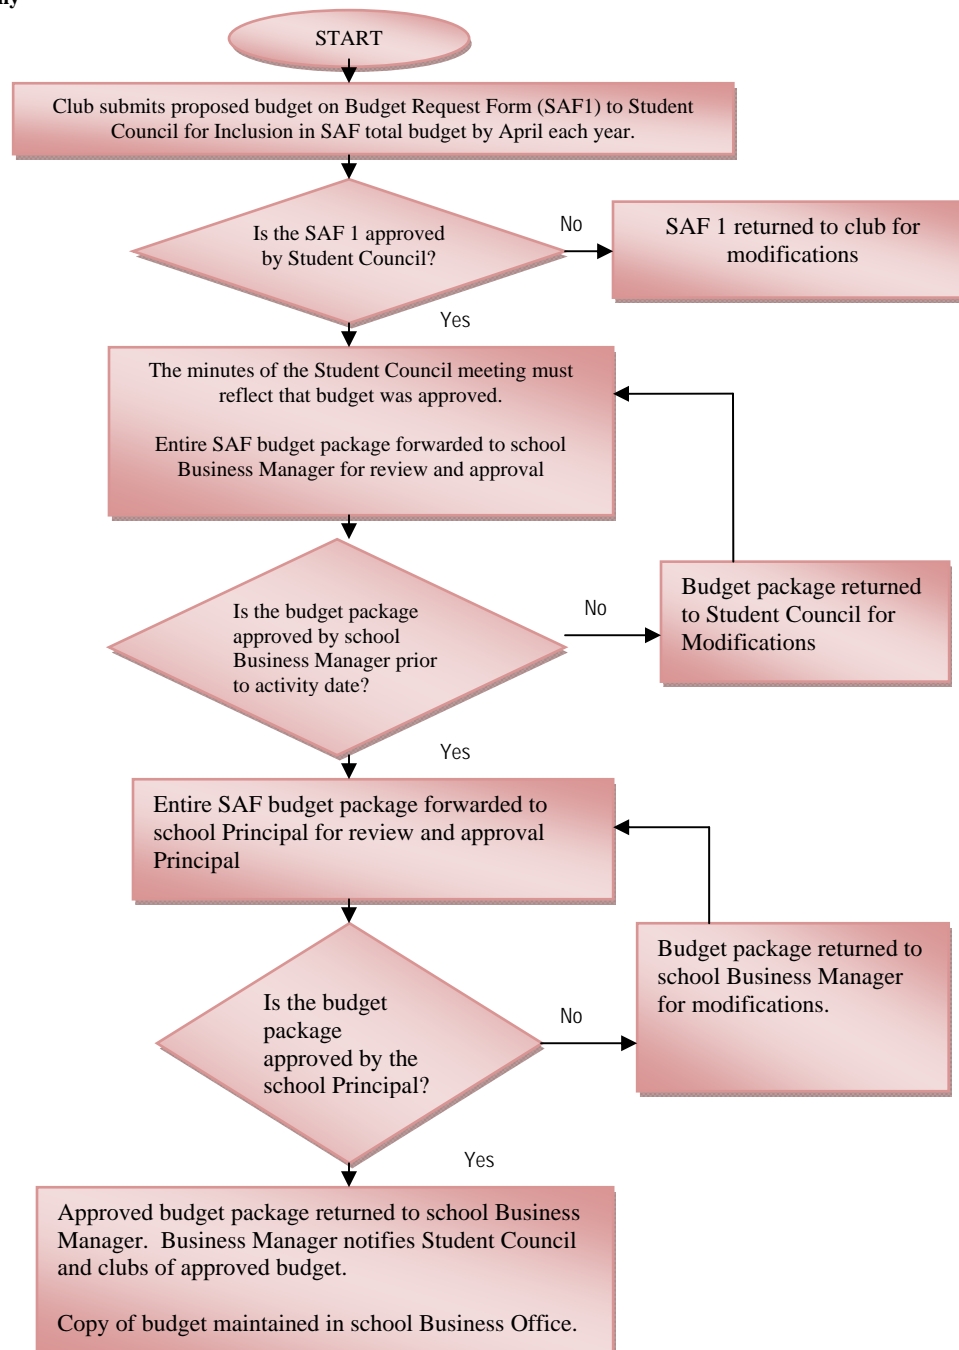 START
Club submits proposed budget on Budget Request Form (SAF1) to Student
Council for Inclusion in SAF total budget by April each year.
Is the SAF 1 approved
by Student Council?
No
SAF 1 returned to club for
modifications
Yes
The minutes of the Student Council meeting must
reflect that budget was approved.
Entire SAF budget package forwarded to school
Business Manager for review and approval
Is the budget package
approved by school
Business Manager prior
to activity date?
No
Budget package returned
to Student Council for
Modifications
Yes
Entire SAF budget package forwarded to
school Principal for review and approval
Principal
Is the budget
package
approved by the
school Principal?
No
Budget package returned to
school Business Manager
for modifications.
Yes
Approved budget package returned to school Business
Manager.  Business Manager notifies Student Council
and clubs of approved budget.
Copy of budget maintained in school Business Office.